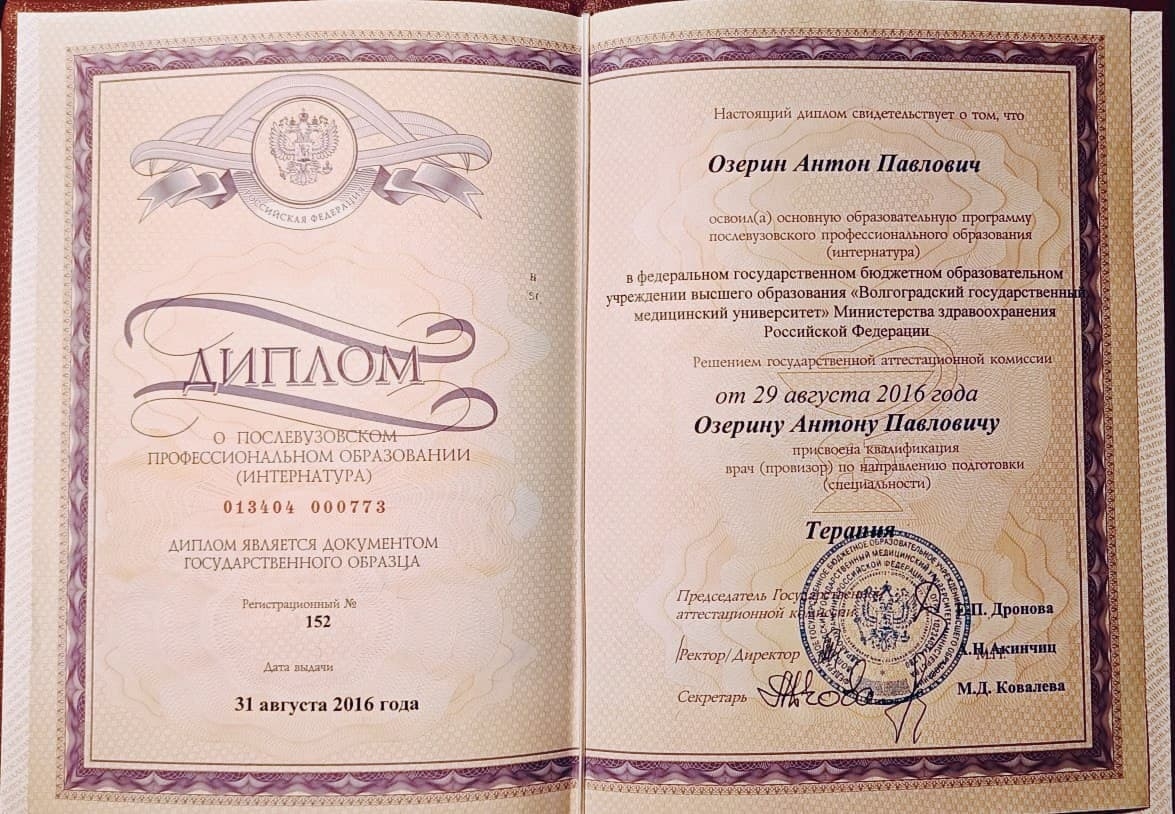 РОССИЙСКАЯ ФЕДЕРАЦИЯ
ДИПЛОМ
О ПОСЛЕВУЗОВСКОМ
ПРОФЕССИОНАЛЬНОМ ОБРАЗОВАНИИ
(ИНТЕРНАТУРА)
013404 000773
ДИПЛОМ ЯВЛЯЕТСЯ ДОКУМЕНТОМ
ГОСУДАРСТВЕННОГО ОБРАЗЦА
Регистрационный №
152
Дата выдачи
31 августа 2016 года
Настоящий диплом свидетельствует о том, что
Озерин Антон Павлович
освоил(а) основную образовательную программу
послевузовского профессионального образования
(интернатура)
в федеральном государственном бюджетном образовательном
учреждении высшего образования «Волгоградский государственный
медицинский университет» Министерства здравоохранения
Российской Федерации
Решением государственной аттестационной комиссии
от 29 августа 2016 года
Озерину Антону Павловичу
присвоена квалификация
врач (провизор) по направлению подготовки
(специальности)
Терапия
Председатель Государственной
аттестационной комиссии
Дронова
Ректор/Директор
М.П.
Акинчиц
Секретарь
М.Д. Ковалева